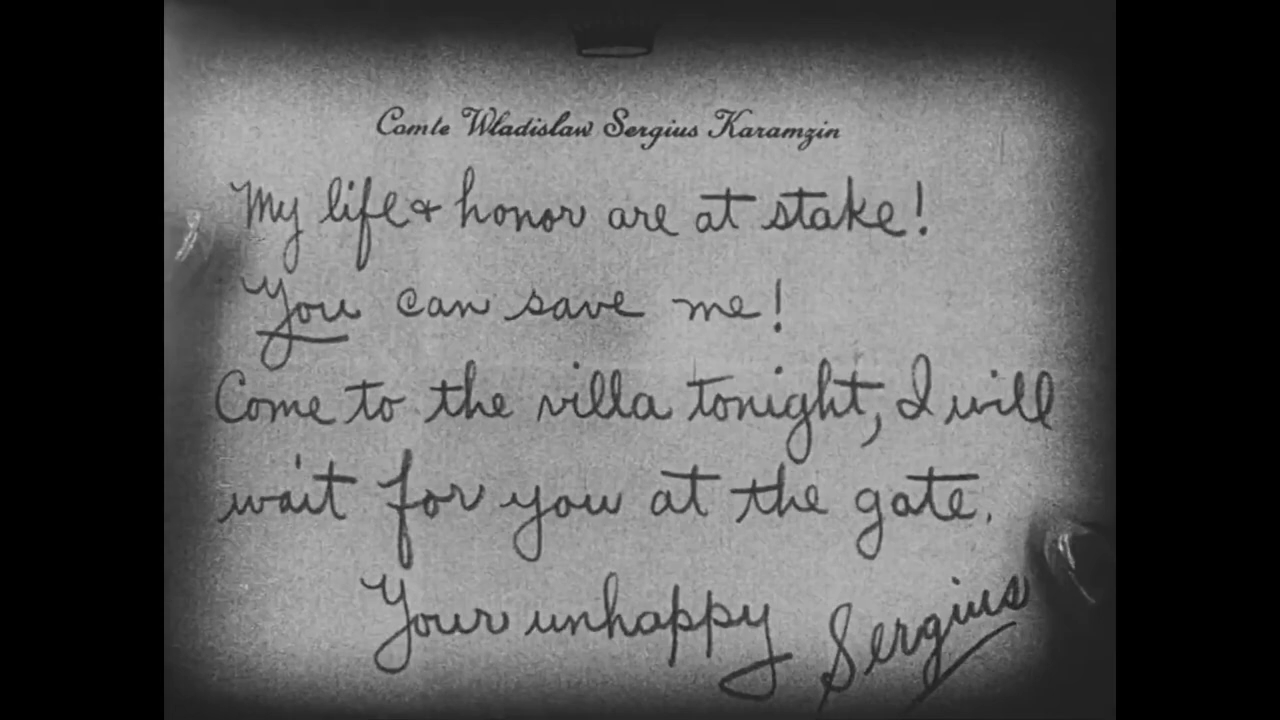 Comte Wladislaw Sergius Karamzin
My life & honor are at stake!
You can save me!
Come to the villa tonight, I will
wait for you at the gate.
Your unhappy Sergius